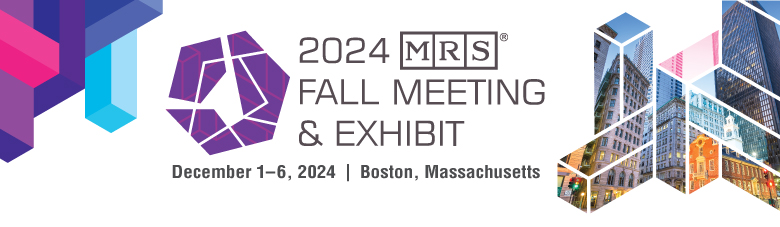 2024 MRS®
FALL MEETING
& EXHIBIT
December 1–6, 2024 | Boston, Massachusetts